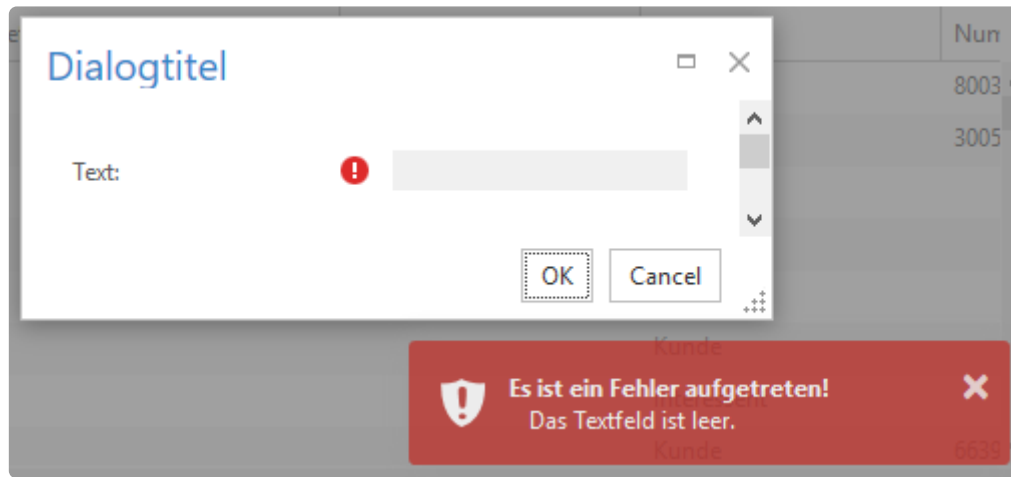 Num
Dialogtitel
8003
3005
Text:
OK
Cancel
Kunde
Es ist ein Fehler aufgetreten!
Interessent
Das Textfeld ist leer.
Kunde
6639